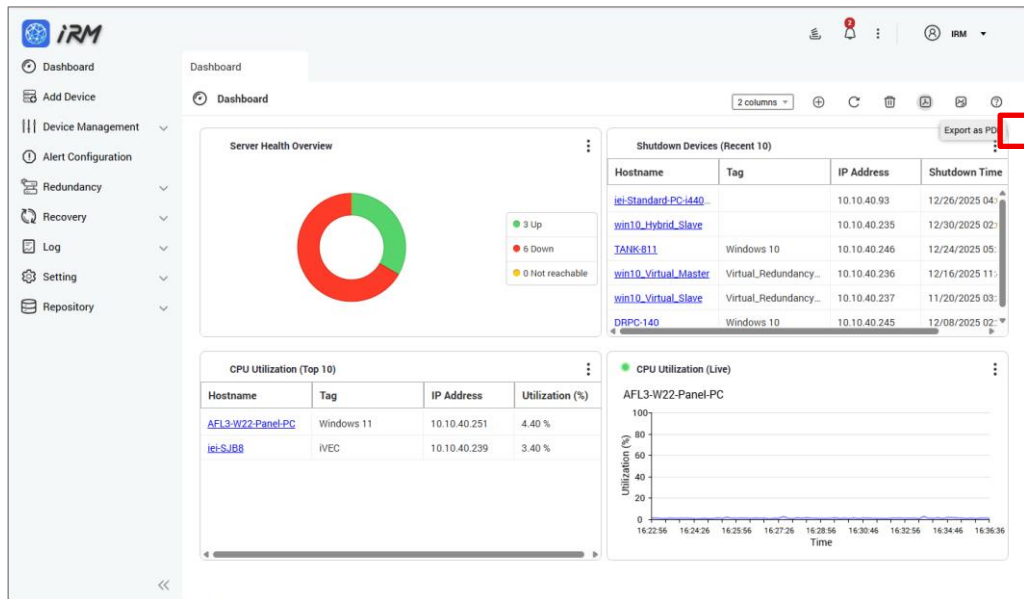 iRM
2
IRM
Dashboard
Add Device
Device Management
Alert Configuration
Redundancy
Recovery
Log
Setting
Repository
Dashboard
Dashboard
2 columns
Export as PD
Server Health Overview
3 Up
6 Down
0 Not reachable
Shutdown Devices (Recent 10)
Hostname Tag IP Address Shutdown Time
iei-Standard-PC-i440... 10.10.40.93 12/26/2025 04:
win10_Hybrid_Slave 10.10.40.235 12/30/2025 02:
TANK-811 Windows 10 10.10.40.246 12/24/2025 05:
win10_Virtual_Master Virtual_Redundancy... 10.10.40.236 12/16/2025 11:
win10_Virtual_Slave Virtual_Redundancy... 10.10.40.237 11/20/2025 03:
DRPC-140 Windows 10 10.10.40.245 12/08/2025 02:
CPU Utilization (Top 10)
Hostname Tag IP Address Utilization (%)
AFL3-W22-Panel-PC Windows 11 10.10.40.251 4.40 %
iei-SJB8 iVEC 10.10.40.239 3.40 %
CPU Utilization (Live)
AFL3-W22-Panel-PC
Utilization (%)
100
80
60
40
20
0
16:22:56 16:24:26 16:25:56 16:27:26 16:28:56 16:30:46 16:32:56 16:34:46 16:36:36
Time